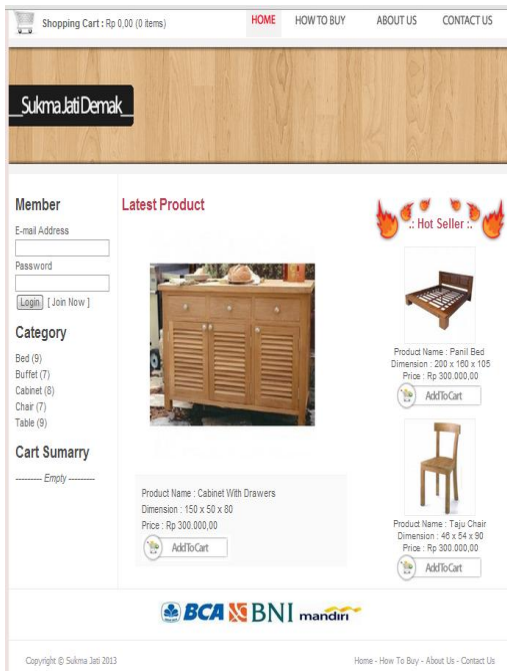 Shopping Cart : Rp 0,00 (0 items)
HOME HOW TO BUY ABOUT US CONTACT US
__Sukma Jati Demak__
Member
E-mail Address
Password
Login [ Join Now ]
Category
Bed (9)
Buffet (7)
Cabinet (8)
Chair (7)
Table (9)
Cart Sumarry
--------- Empty ---------
Latest Product
Product Name : Cabinet With Drawers
Dimension : 150 x 50 x 80
Price : Rp 300.000,00
AddToCart
.: Hot Seller :.
Product Name : Panil Bed
Dimension : 200 x 160 x 105
Price : Rp 300.000,00
AddToCart
Product Name : Taju Chair
Dimension : 46 x 54 x 90
Price : Rp 300.000,00
AddToCart
BCA BNI mandiri
Copyright © Sukma Jati 2013
Home - How To Buy - About Us - Contact Us